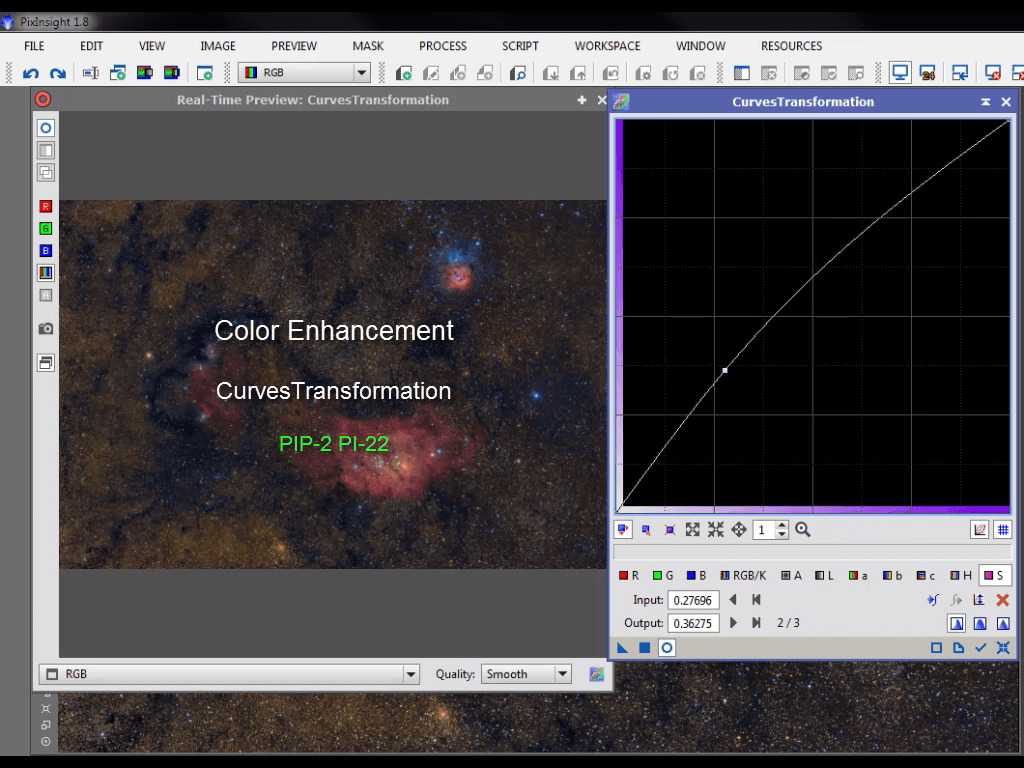 PixInsight 1.8
FILE EDIT VIEW IMAGE PREVIEW MASK PROCESS SCRIPT WORKSPACE WINDOW RESOURCES
RGB
Real-Time Preview: CurvesTransformation
CurvesTransformation
R
G
B
Color Enhancement
CurvesTransformation
PIP-2 PI-22
1
R G B RGB/K A L a b c H S
Input: 0.27696
Output: 0.36275 2 / 3
RGB Quality: Smooth